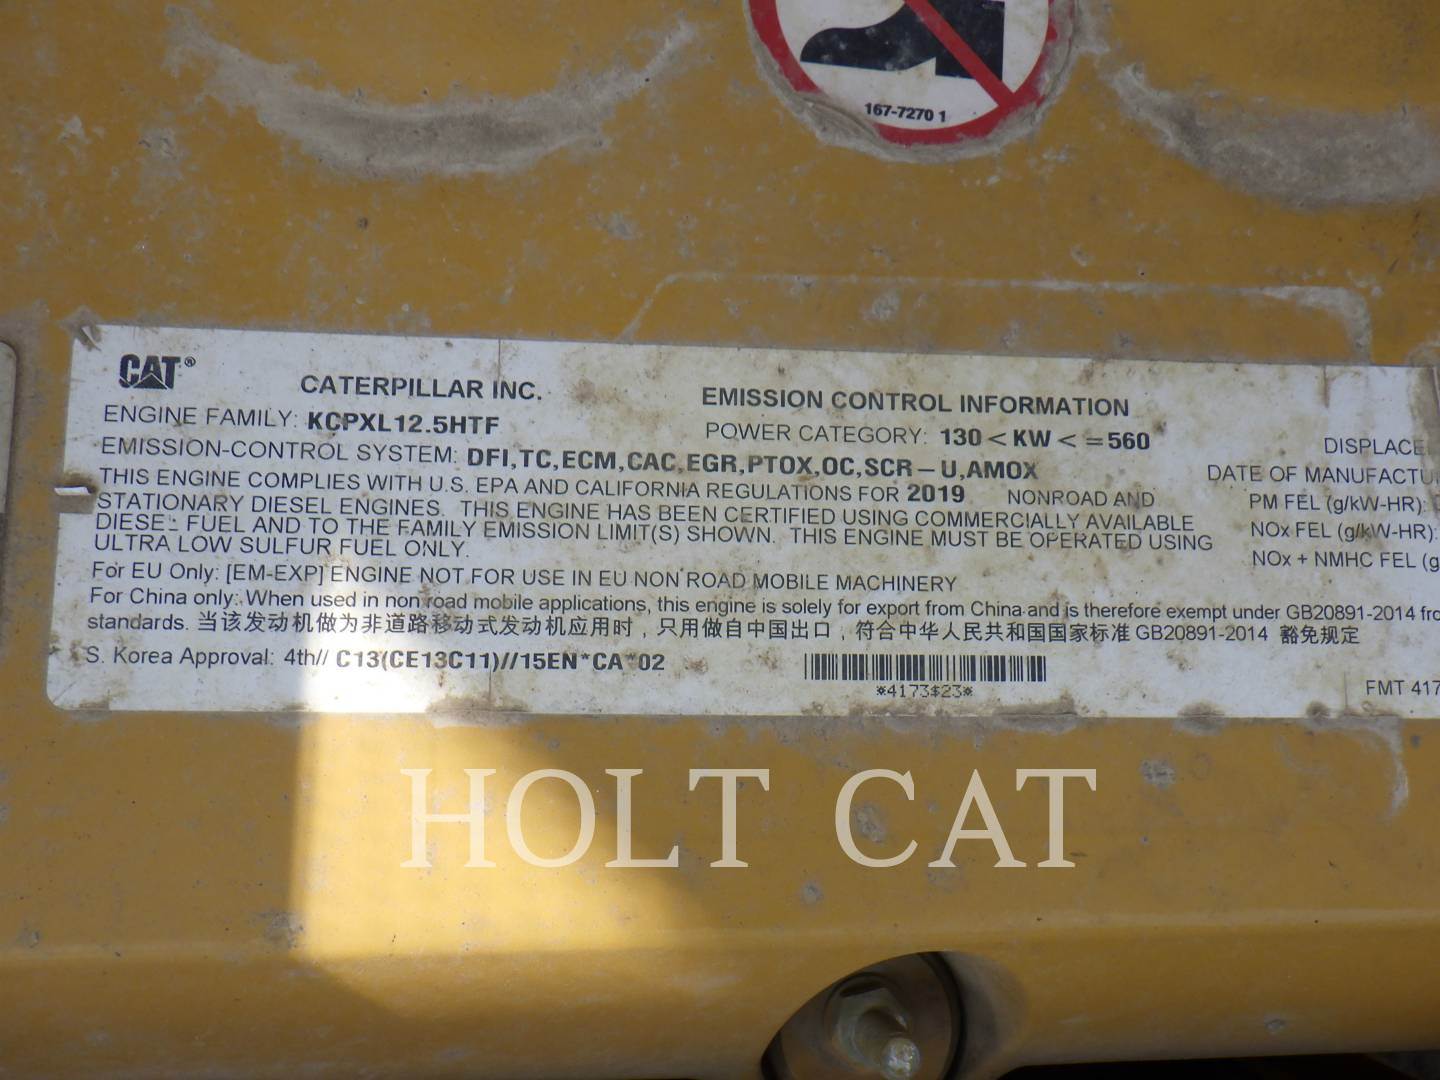 167-7270 1
CAT®
CATERPILLAR INC.
EMISSION CONTROL INFORMATION
ENGINE FAMILY: KCPXL12.5HTF
POWER CATEGORY: 130 < KW < =560
DISPLACE
EMISSION-CONTROL SYSTEM: DFI,TC,ECM,CAC,EGR,PTOX,OC,SCR-U,AMOX
DATE OF MANUFACTU
THIS ENGINE COMPLIES WITH U.S. EPA AND CALIFORNIA REGULATIONS FOR 2019 NONROAD AND
PM FEL (g/kW-HR):
STATIONARY DIESEL ENGINES. THIS ENGINE HAS BEEN CERTIFIED USING COMMERCIALLY AVAILABLE
NOx FEL (g/kW-HR):
DIESEL FUEL AND TO THE FAMILY EMISSION LIMIT(S) SHOWN. THIS ENGINE MUST BE OPERATED USING
NOx + NMHC FEL (g
ULTRA LOW SULFUR FUEL ONLY.
For EU Only: [EM-EXP] ENGINE NOT FOR USE IN EU NON ROAD MOBILE MACHINERY
For China only: When used in non road mobile applications, this engine is solely for export from China and is therefore exempt under GB20891-2014 fro
standards. 当该发动机做为非道路移动式发动机应用时，只用做自中国出口，符合中华人民共和国国家标准 GB20891-2014 豁免规定
S. Korea Approval: 4th// C13(CE13C11)//15EN*CA*02
*4173$23*
FMT 417
HOLT CAT